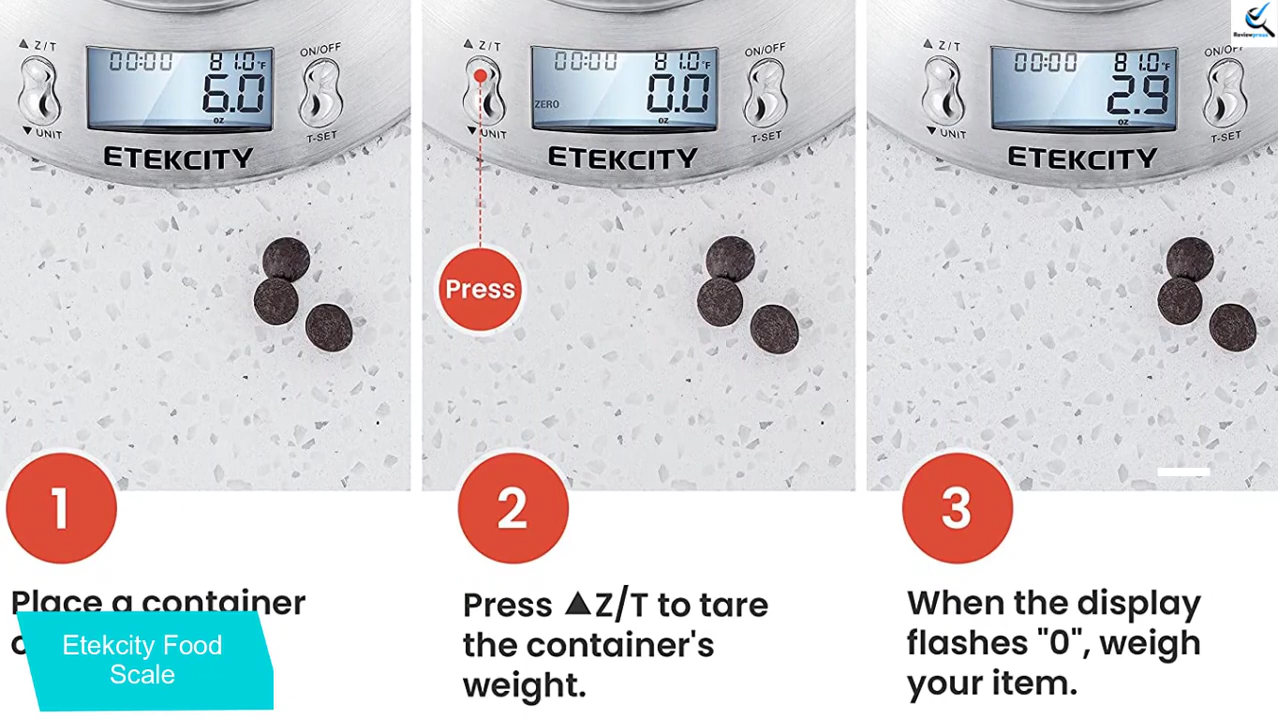 ▲ Z/T
▼ UNIT
00:00 81.0°F
6.0
oz
ON/OFF
T-SET
ETEKCITY
▲ Z/T
▼ UNIT
00:00 81.0°F
ZERO 0.0
oz
ON/OFF
T-SET
ETEKCITY
Press
▲ Z/T
▼ UNIT
00:00 81.0°F
2.9
oz
ON/OFF
T-SET
ETEKCITY
1
Place a container
Etekcity Food
Scale
2
Press ▲Z/T to tare
the container's
weight.
3
When the display
flashes "0", weigh
your item.